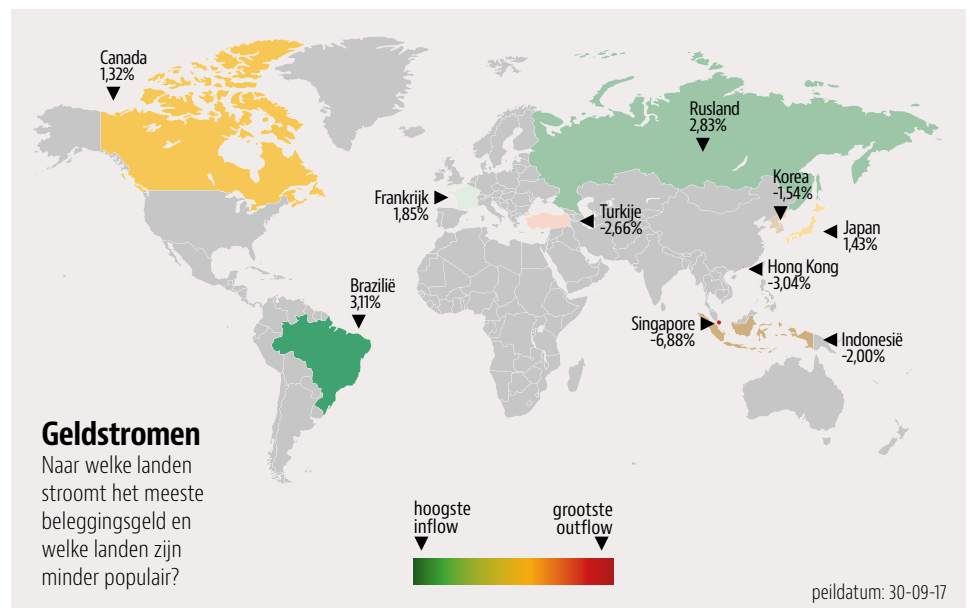 Canada
1,32%
Rusland
2,83%
Korea
-1,54%
Frankrijk
1,85%
Turkije
-2,66%
Japan
1,43%
Hong Kong
-3,04%
Brazilië
3,11%
Singapore
-6,88%
Indonesië
-2,00%
Geldstromen
Naar welke landen
stroomt het meeste
beleggingsgeld en
welke landen zijn
minder populair?
hoogste
inflow
grootste
outflow
peildatum: 30-09-17